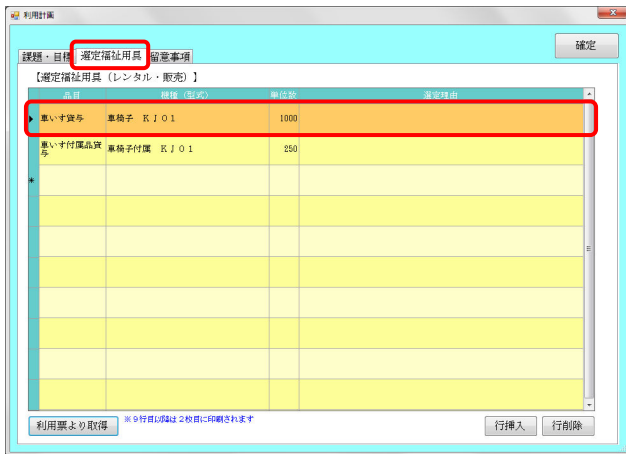 利用計画
確定
課題・目標 選定福祉用具 留意事項
【選定福祉用具（レンタル・販売）】
品目 機種（型式） 単位数 選定理由
車いす貸与 車椅子 ＫＪ０１ 1000
車いす付属品貸与 車椅子付属 ＫＪ０１ 250
利用票より取得 ※９行目以降は２枚目に印刷されます 行挿入 行削除